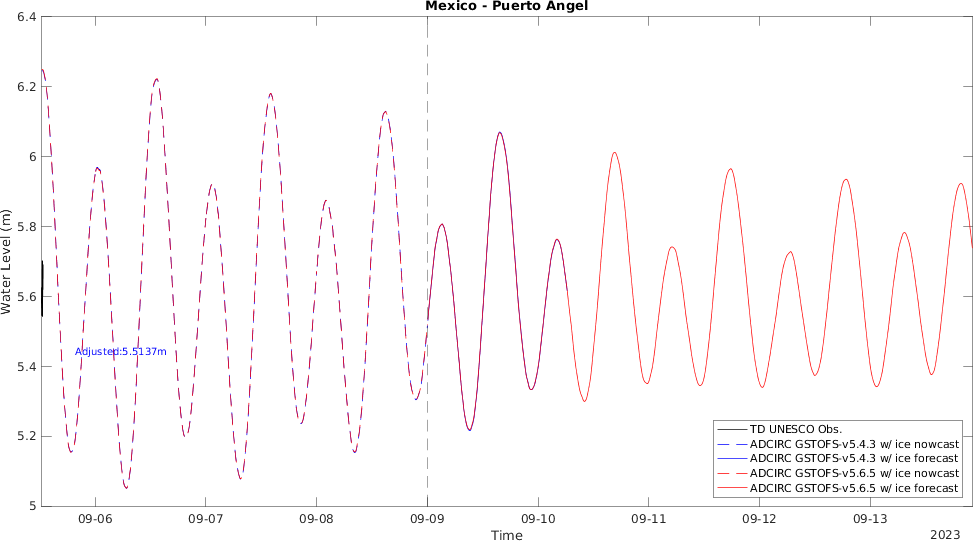 Mexico - Puerto Angel
6.4
6.2
6
5.8
5.6
5.4
5.2
5
Water Level (m)
Adjusted:5.5137m
TD UNESCO Obs.
ADCIRC GSTOFS-v5.4.3 w/ ice nowcast
ADCIRC GSTOFS-v5.4.3 w/ ice forecast
ADCIRC GSTOFS-v5.6.5 w/ ice nowcast
ADCIRC GSTOFS-v5.6.5 w/ ice forecast
09-06 09-07 09-08 09-09 09-10 09-11 09-12 09-13
Time
2023